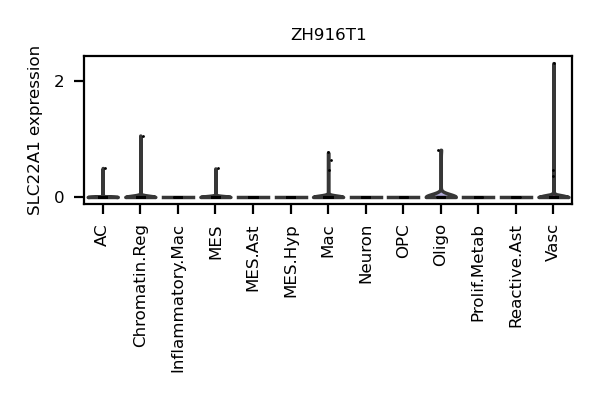 ZH916T1
SLC22A1 expression
2
0
AC
Chromatin.Reg
Inflammatory.Mac
MES
MES.Ast
MES.Hyp
Mac
Neuron
OPC
Oligo
Prolif.Metab
Reactive.Ast
Vasc